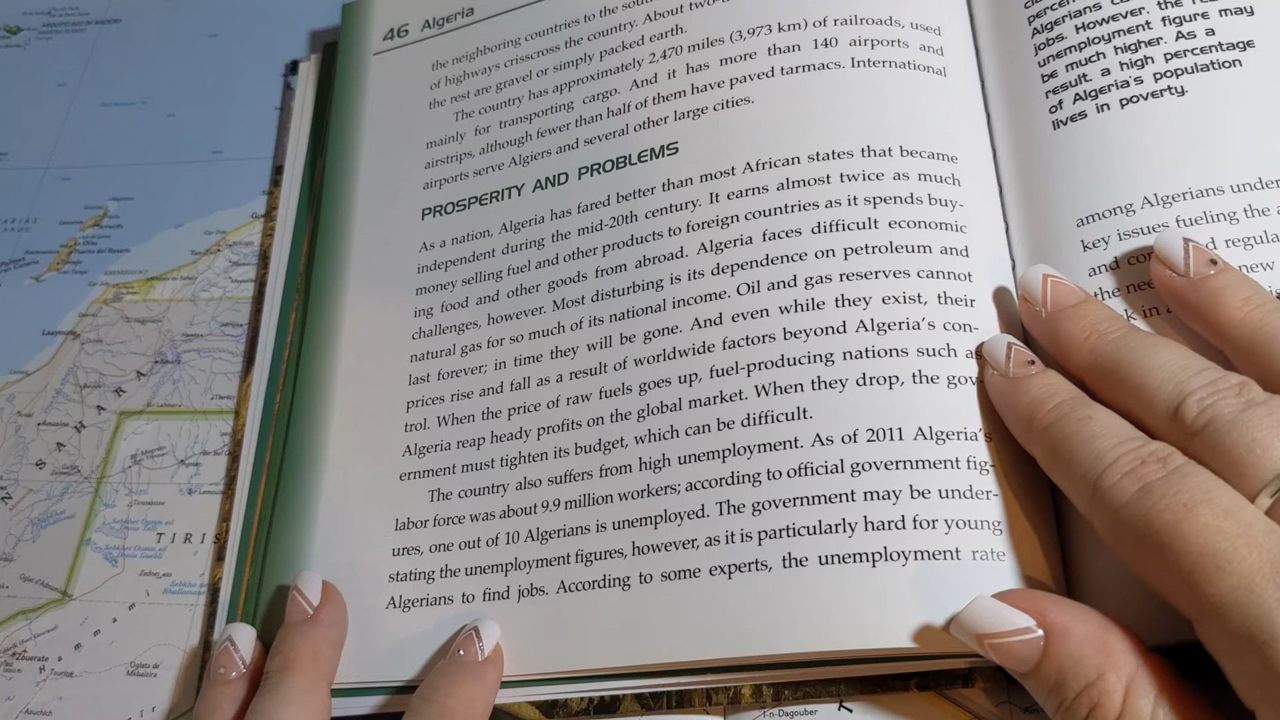 46 Algeria
the neighboring countries to the
of highways crisscross the country. About
the rest are gravel or simply packed earth.
The country has approximately 2,470 miles (3,973 km) of railroads, used
mainly for transporting cargo. And it has more than 140 airports and
airstrips, although fewer than half of them have paved tarmacs. International
airports serve Algiers and several other large cities.
PROSPERITY AND PROBLEMS
As a nation, Algeria has fared better than most African states that became
independent during the mid-20th century. It earns almost twice as much
money selling fuel and other products to foreign countries as it spends buy-
ing food and other goods from abroad. Algeria faces difficult economic
challenges, however. Most disturbing is its dependence on petroleum and
natural gas for so much of its national income. Oil and gas reserves cannot
last forever; in time they will be gone. And even while they exist, their
prices rise and fall as a result of worldwide factors beyond Algeria's con-
trol. When the price of raw fuels goes up, fuel-producing nations such as
Algeria reap heady profits on the global market. When they drop, the gov-
ernment must tighten its budget, which can be difficult.
The country also suffers from high unemployment. As of 2011 Algeria's
labor force was about 9.9 million workers; according to official government fig-
ures, one out of 10 Algerians is unemployed. The government may be under-
stating the unemployment figures, however, as it is particularly hard for young
Algerians to find jobs. According to some experts, the unemployment rate
Algerians
jobs. However, the
unemployment figure may
be much higher. As a
result, a high percentage
of Algeria's population
lives in poverty.
among Algerians under
key issues fueling the
and
the
new
in
SAHARA
TIRIS
Zouerate
Tourist
Oglats de
Mkhaïzira
Aouchich
I-n-Dagouber